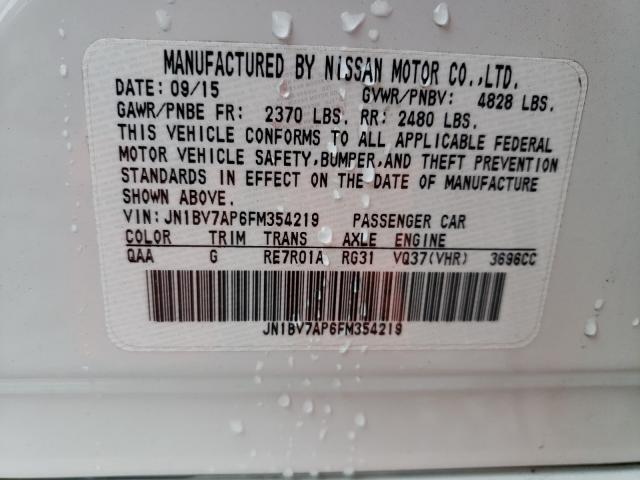 MANUFACTURED BY NISSAN MOTOR CO.,LTD.
DATE: 09/15 GVWR/PNBV: 4828 LBS.
GAWR/PNBE FR: 2370 LBS. RR: 2480 LBS.
THIS VEHICLE CONFORMS TO ALL APPLICABLE FEDERAL
MOTOR VEHICLE SAFETY,BUMPER,AND THEFT PREVENTION
STANDARDS IN EFFECT ON THE DATE OF MANUFACTURE
SHOWN ABOVE.
VIN: JN1BV7AP6FM354219 PASSENGER CAR
COLOR TRIM TRANS AXLE ENGINE
QAA G RE7R01A RG31 VQ37(VHR) 3696CC
JN1BV7AP6FM354219